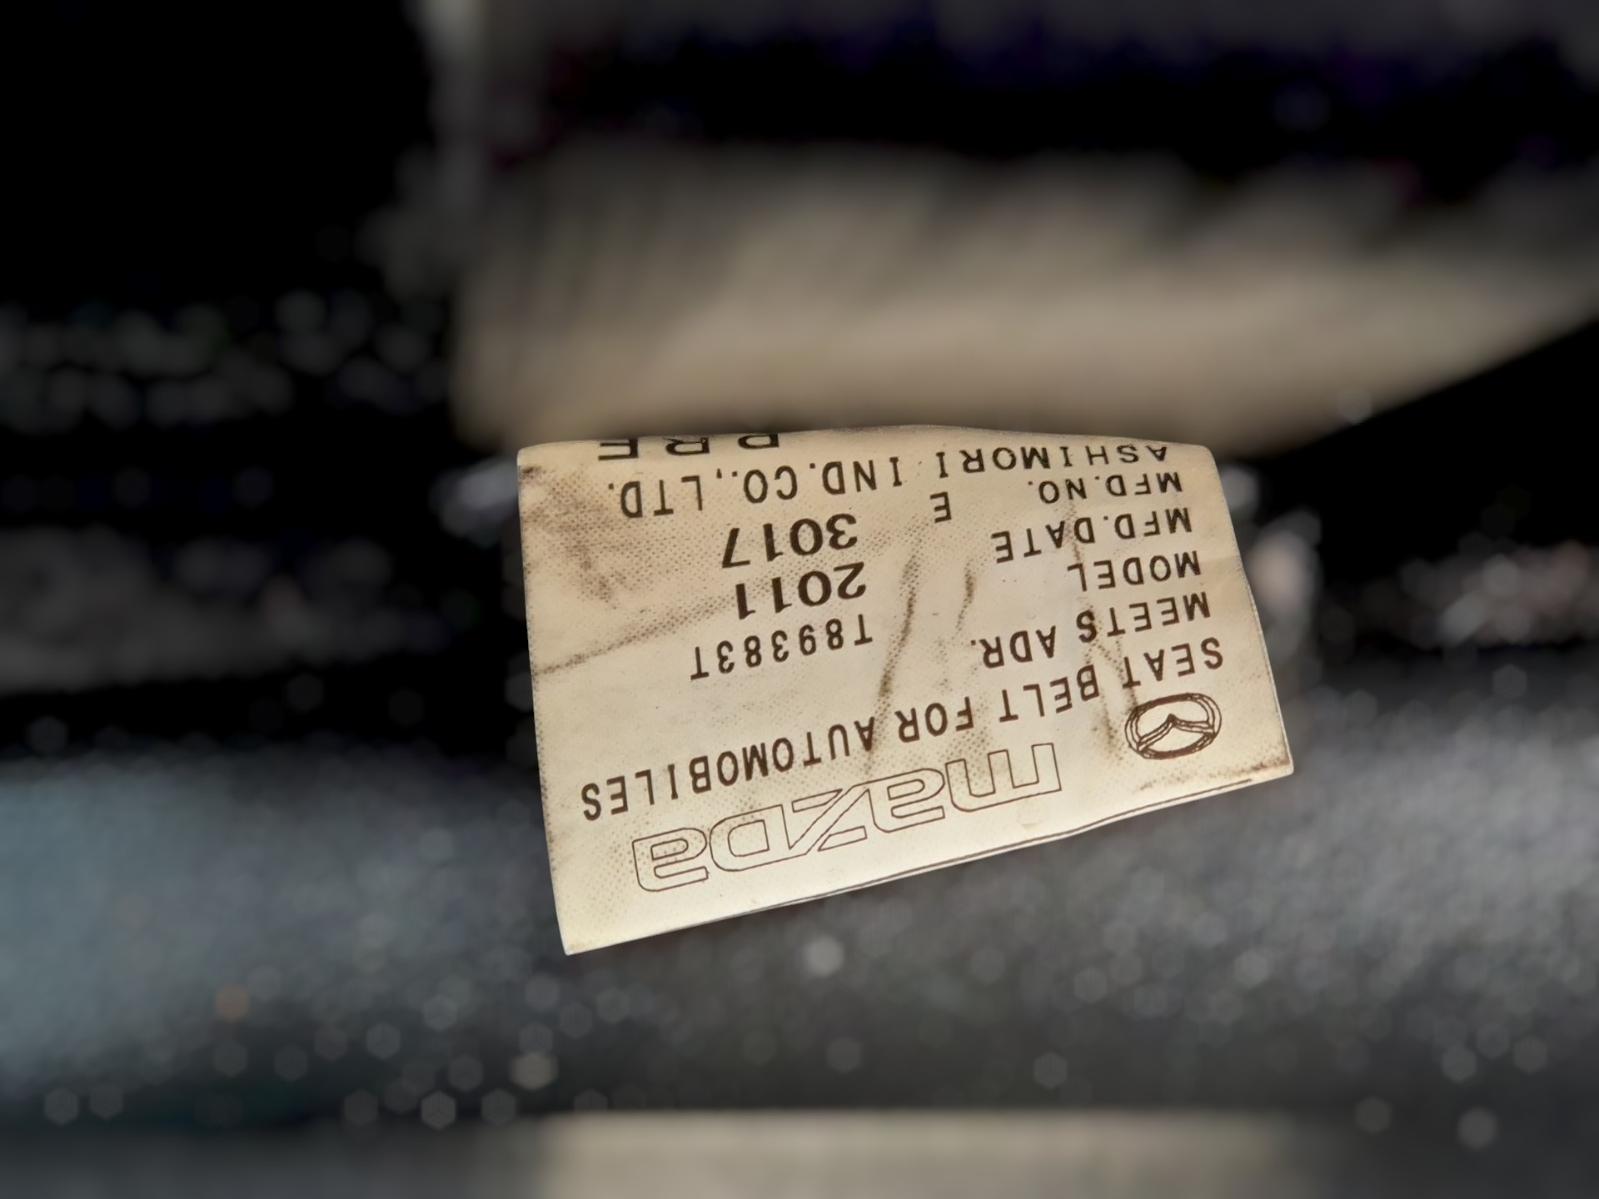 mazda
SEAT BELT FOR AUTOMOBILES
MEETS ADR.
MODEL T89383T
MFD.DATE 2011
MFD.NO. E 3017
ASHIMORI IND.CO.,LTD.